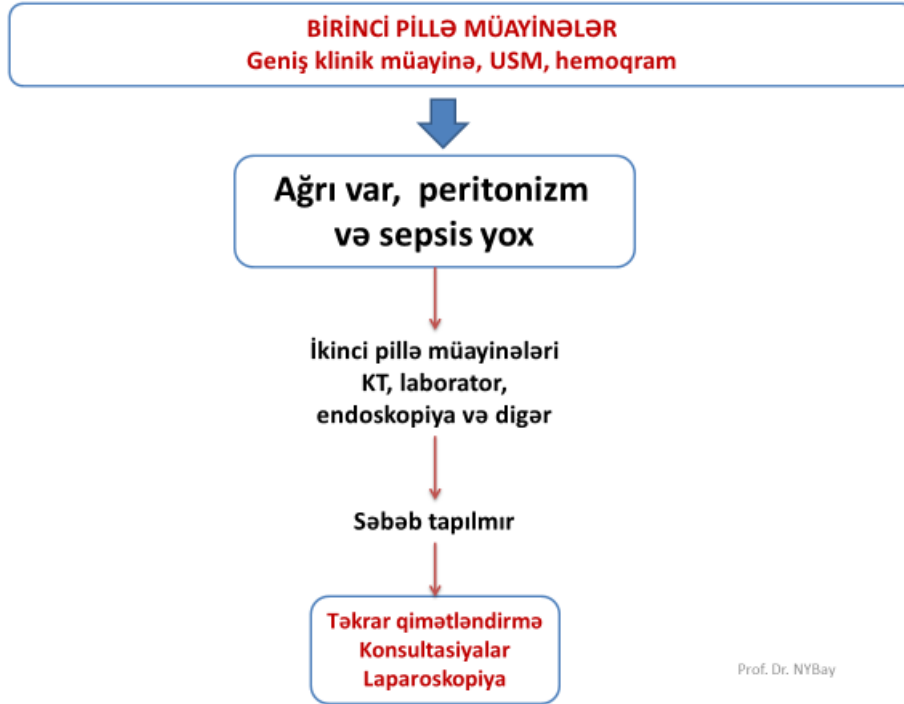 BİRİNCİ PİLLƏ MÜAYİNƏLƏR
Geniş klinik müayinə, USM, hemoqram
Ağrı var, peritonizm
və sepsis yox
İkinci pillə müayinələri
KT, laborator,
endoskopiya və digər
Səbəb tapılmır
Təkrar qimətləndirmə
Konsultasiyalar
Laparoskopiya
Prof. Dr. NYBay